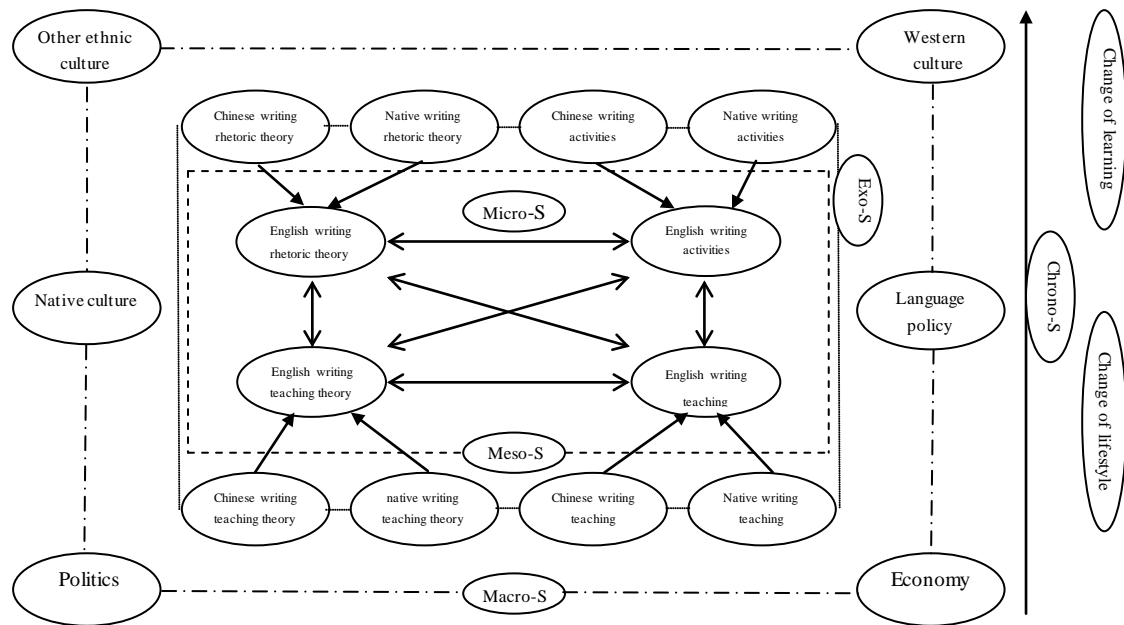 Other ethnic
culture
Western
culture
Change of learning
Chinese writing
rhetoric theory
Native writing
rhetoric theory
Chinese writing
activities
Native writing
activities
Exo-S
Micro-S
English writing
rhetoric theory
English writing
activities
Native culture
Language
policy
Chrono-S
English writing
teaching theory
English writing
teaching
Change of lifestyle
Meso-S
Chinese writing
teaching theory
native writing
teaching theory
Chinese writing
teaching
Native writing
teaching
Politics
Macro-S
Economy